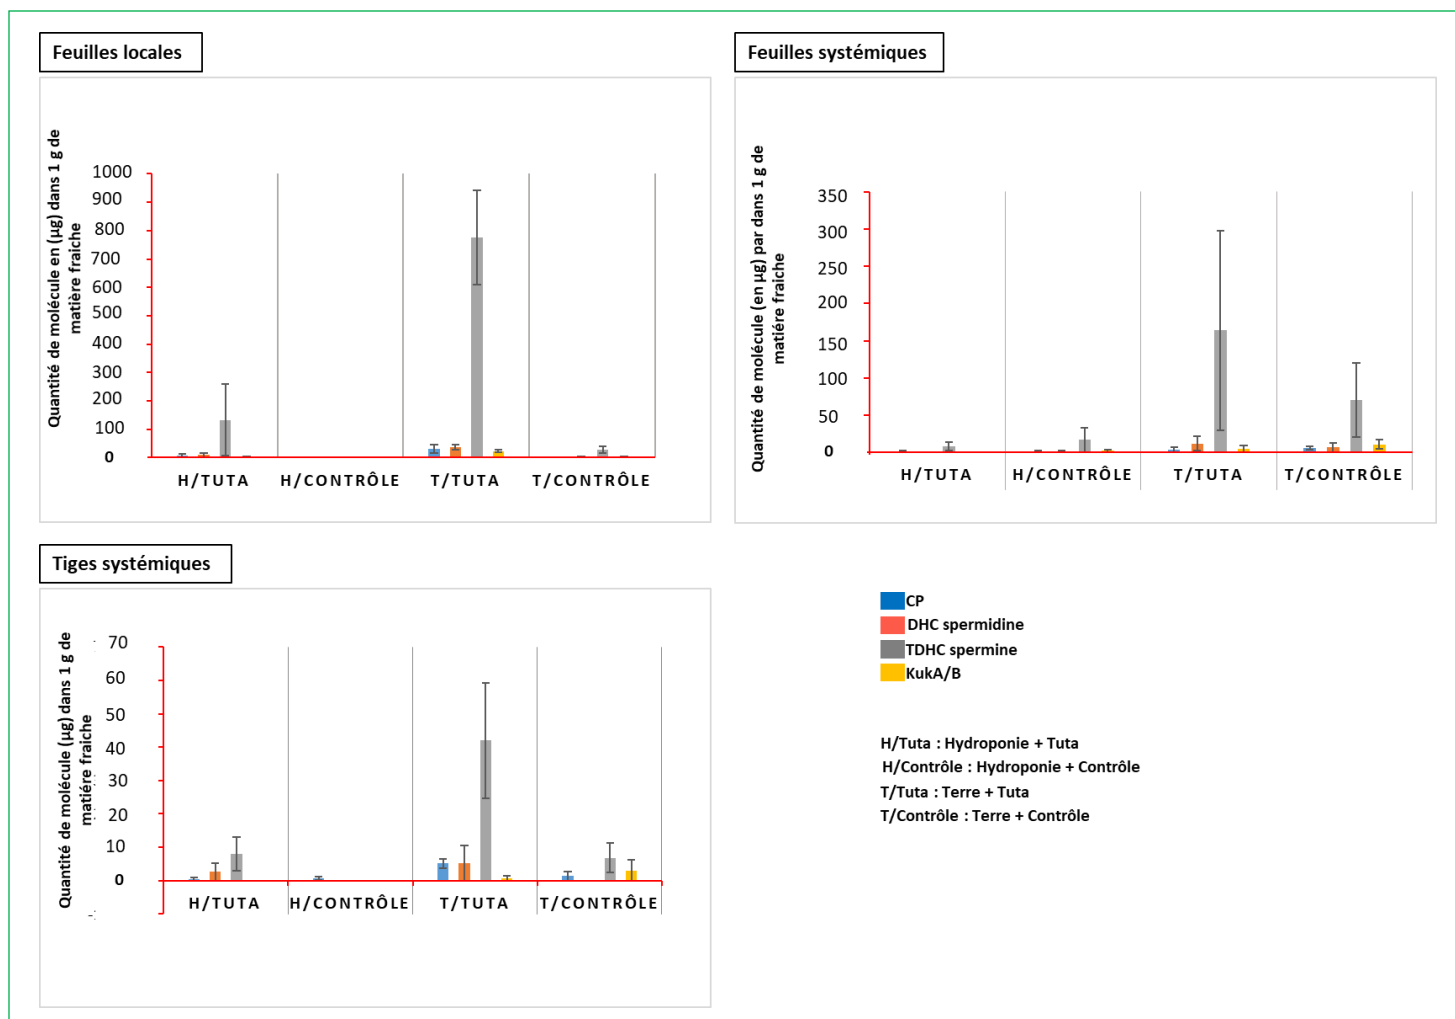 Feuilles locales
Quantité de molécule en (µg) dans 1 g de
matière fraiche
1000
900
800
700
600
500
400
300
200
100
0
H/TUTA
H/CONTRÔLE
T/TUTA
T/CONTRÔLE
Feuilles systémiques
Quantité de molécule (en µg) par dans 1 g de
matiére fraiche
350
300
250
200
150
100
50
0
H/TUTA
H/CONTRÔLE
T/TUTA
T/CONTRÔLE
Tiges systémiques
Quantité de molécule (µg) dans 1 g de
matiére fraiche
70
60
50
40
30
20
10
0
H/TUTA
H/CONTRÔLE
T/TUTA
T/CONTRÔLE
CP
DHC spermidine
TDHC spermine
KukA/B
H/Tuta : Hydroponie + Tuta
H/Contrôle : Hydroponie + Contrôle
T/Tuta : Terre + Tuta
T/Contrôle : Terre + Contrôle